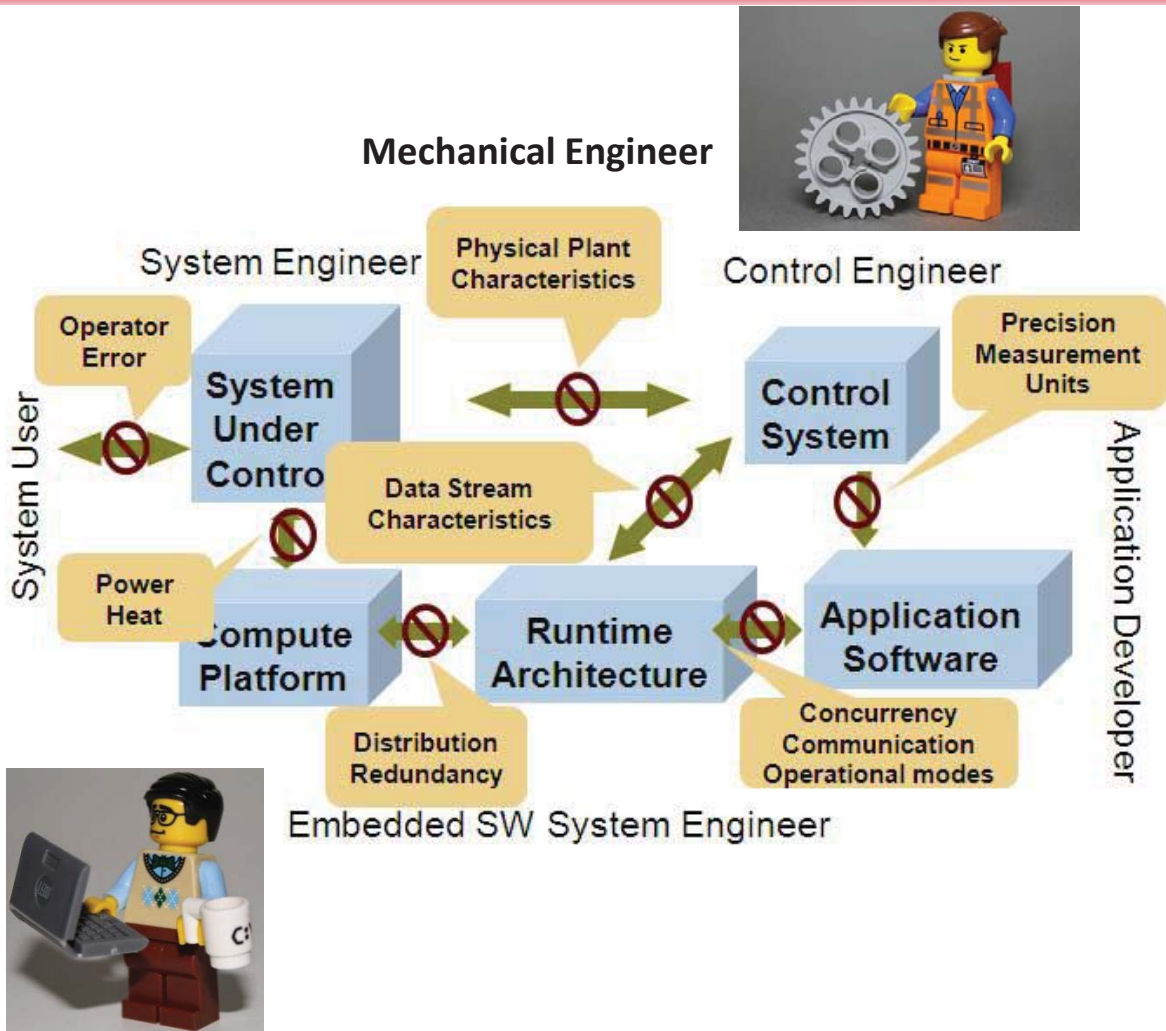 Mechanical Engineer
System Engineer
Physical Plant
Characteristics
Control Engineer
Operator
Error
Precision
Measurement
Units
System
Under
Contro
Control
System
System User
Application Developer
Data Stream
Characteristics
Power
Heat
Compute
Platform
Runtime
Architecture
Application
Software
Distribution
Redundancy
Concurrency
Communication
Operational modes
Embedded SW System Engineer
C:\